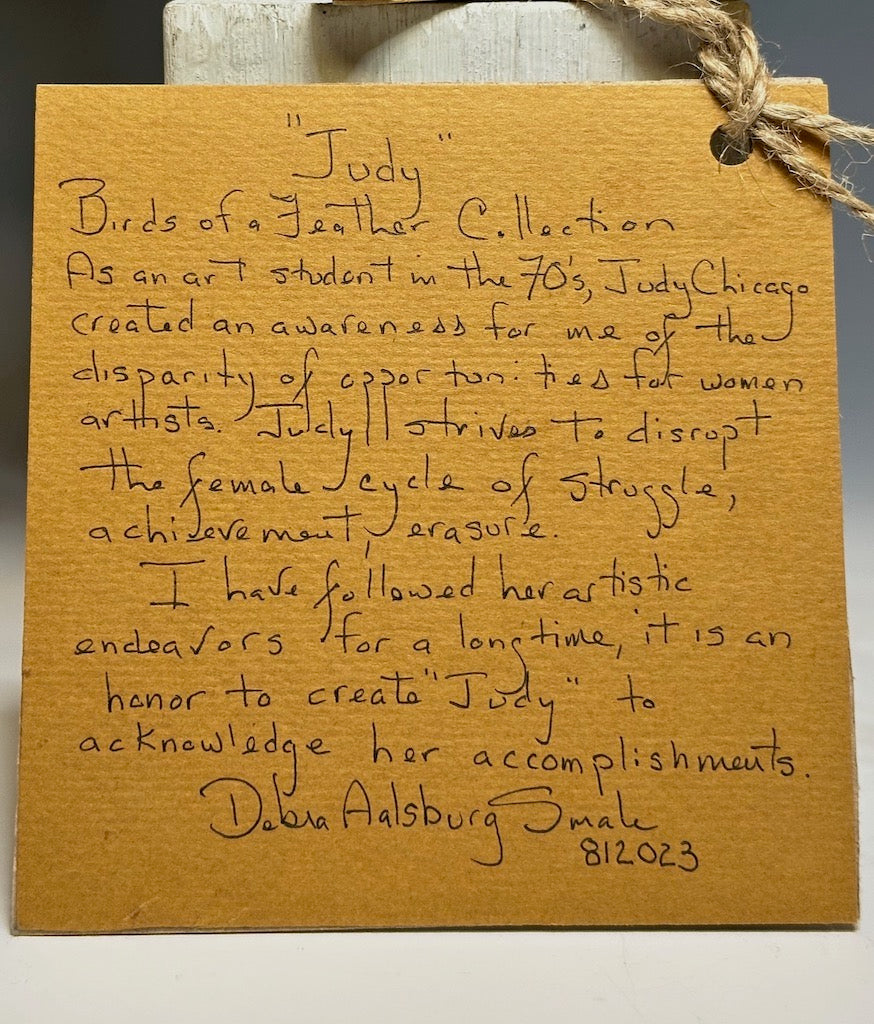 "Judy"
Birds of a Feather Collection
As an art student in the 70's, Judy Chicago
created an awareness for me of the
disparity of opportunities for women
artists. Judy strives to disrupt
the female cycle of struggle,
achievement, erasure.
I have followed her artistic
endeavors for a long time, it is an
honor to create "Judy" to
acknowledge her accomplishments.
Debra Aalsburg Smale
812023